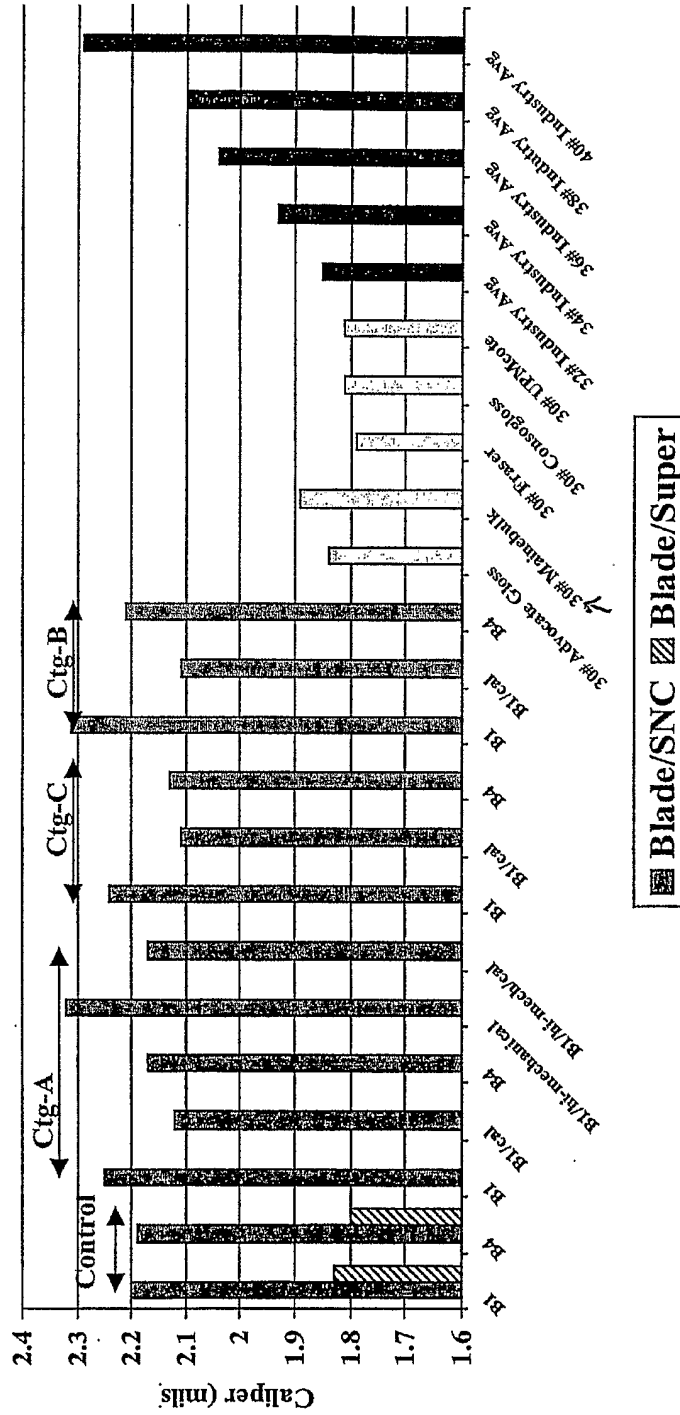 Caliper (mils
2.4
2.3
2.2
2.1
2
1.9
1.8
1.7
1.6
Control
Ctg-A
Ctg-C
Ctg-B
B1
B4
B1
B1/cal
B4
B1/hi-mechanical
B1/hi-mech/cal
B1
B1/cal
B4
B1
B1/cal
B4
30# Advocate Gloss
30# Mainebulk
30# Fraser
30# Consogloss
30# UPMcote
32# Industry Avg
34# Industry Avg
36# Industry Avg
38# Industry Avg
40# Industry Avg
Blade/SNC Blade/Super